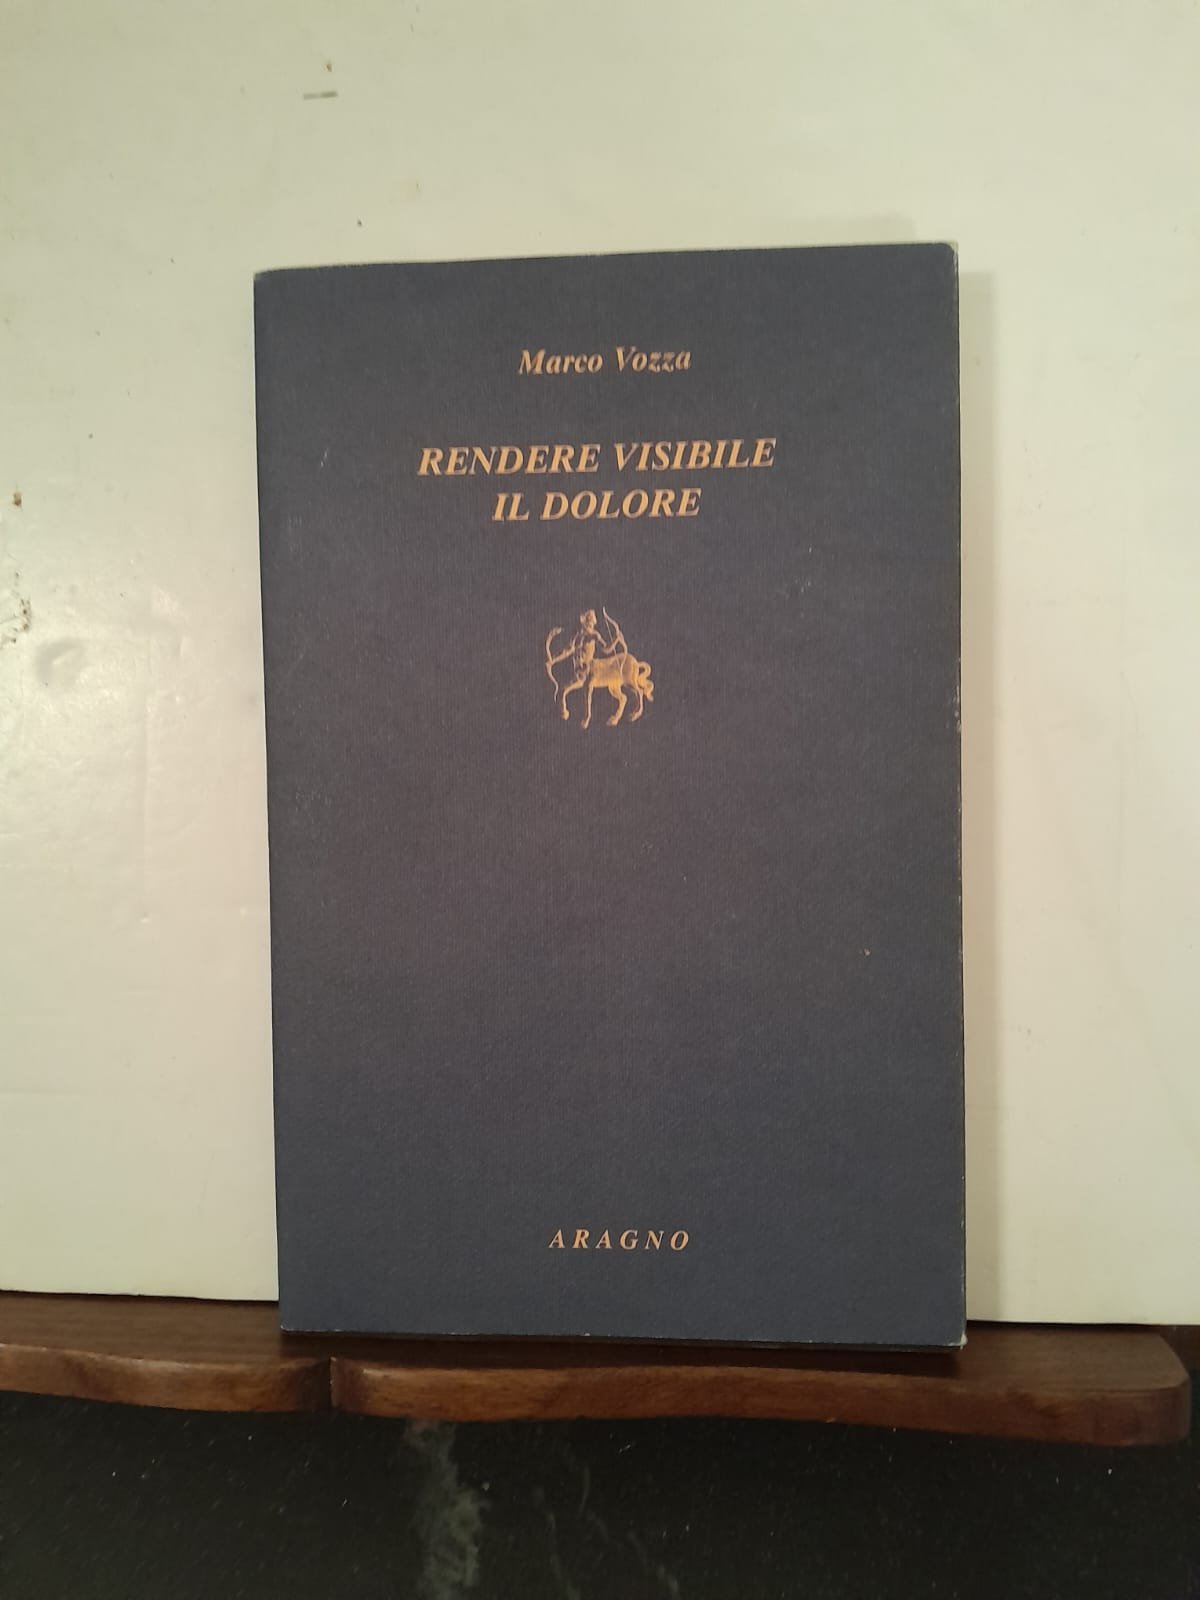 Marco Vozza
RENDERE VISIBILE
IL DOLORE
ARAGNO